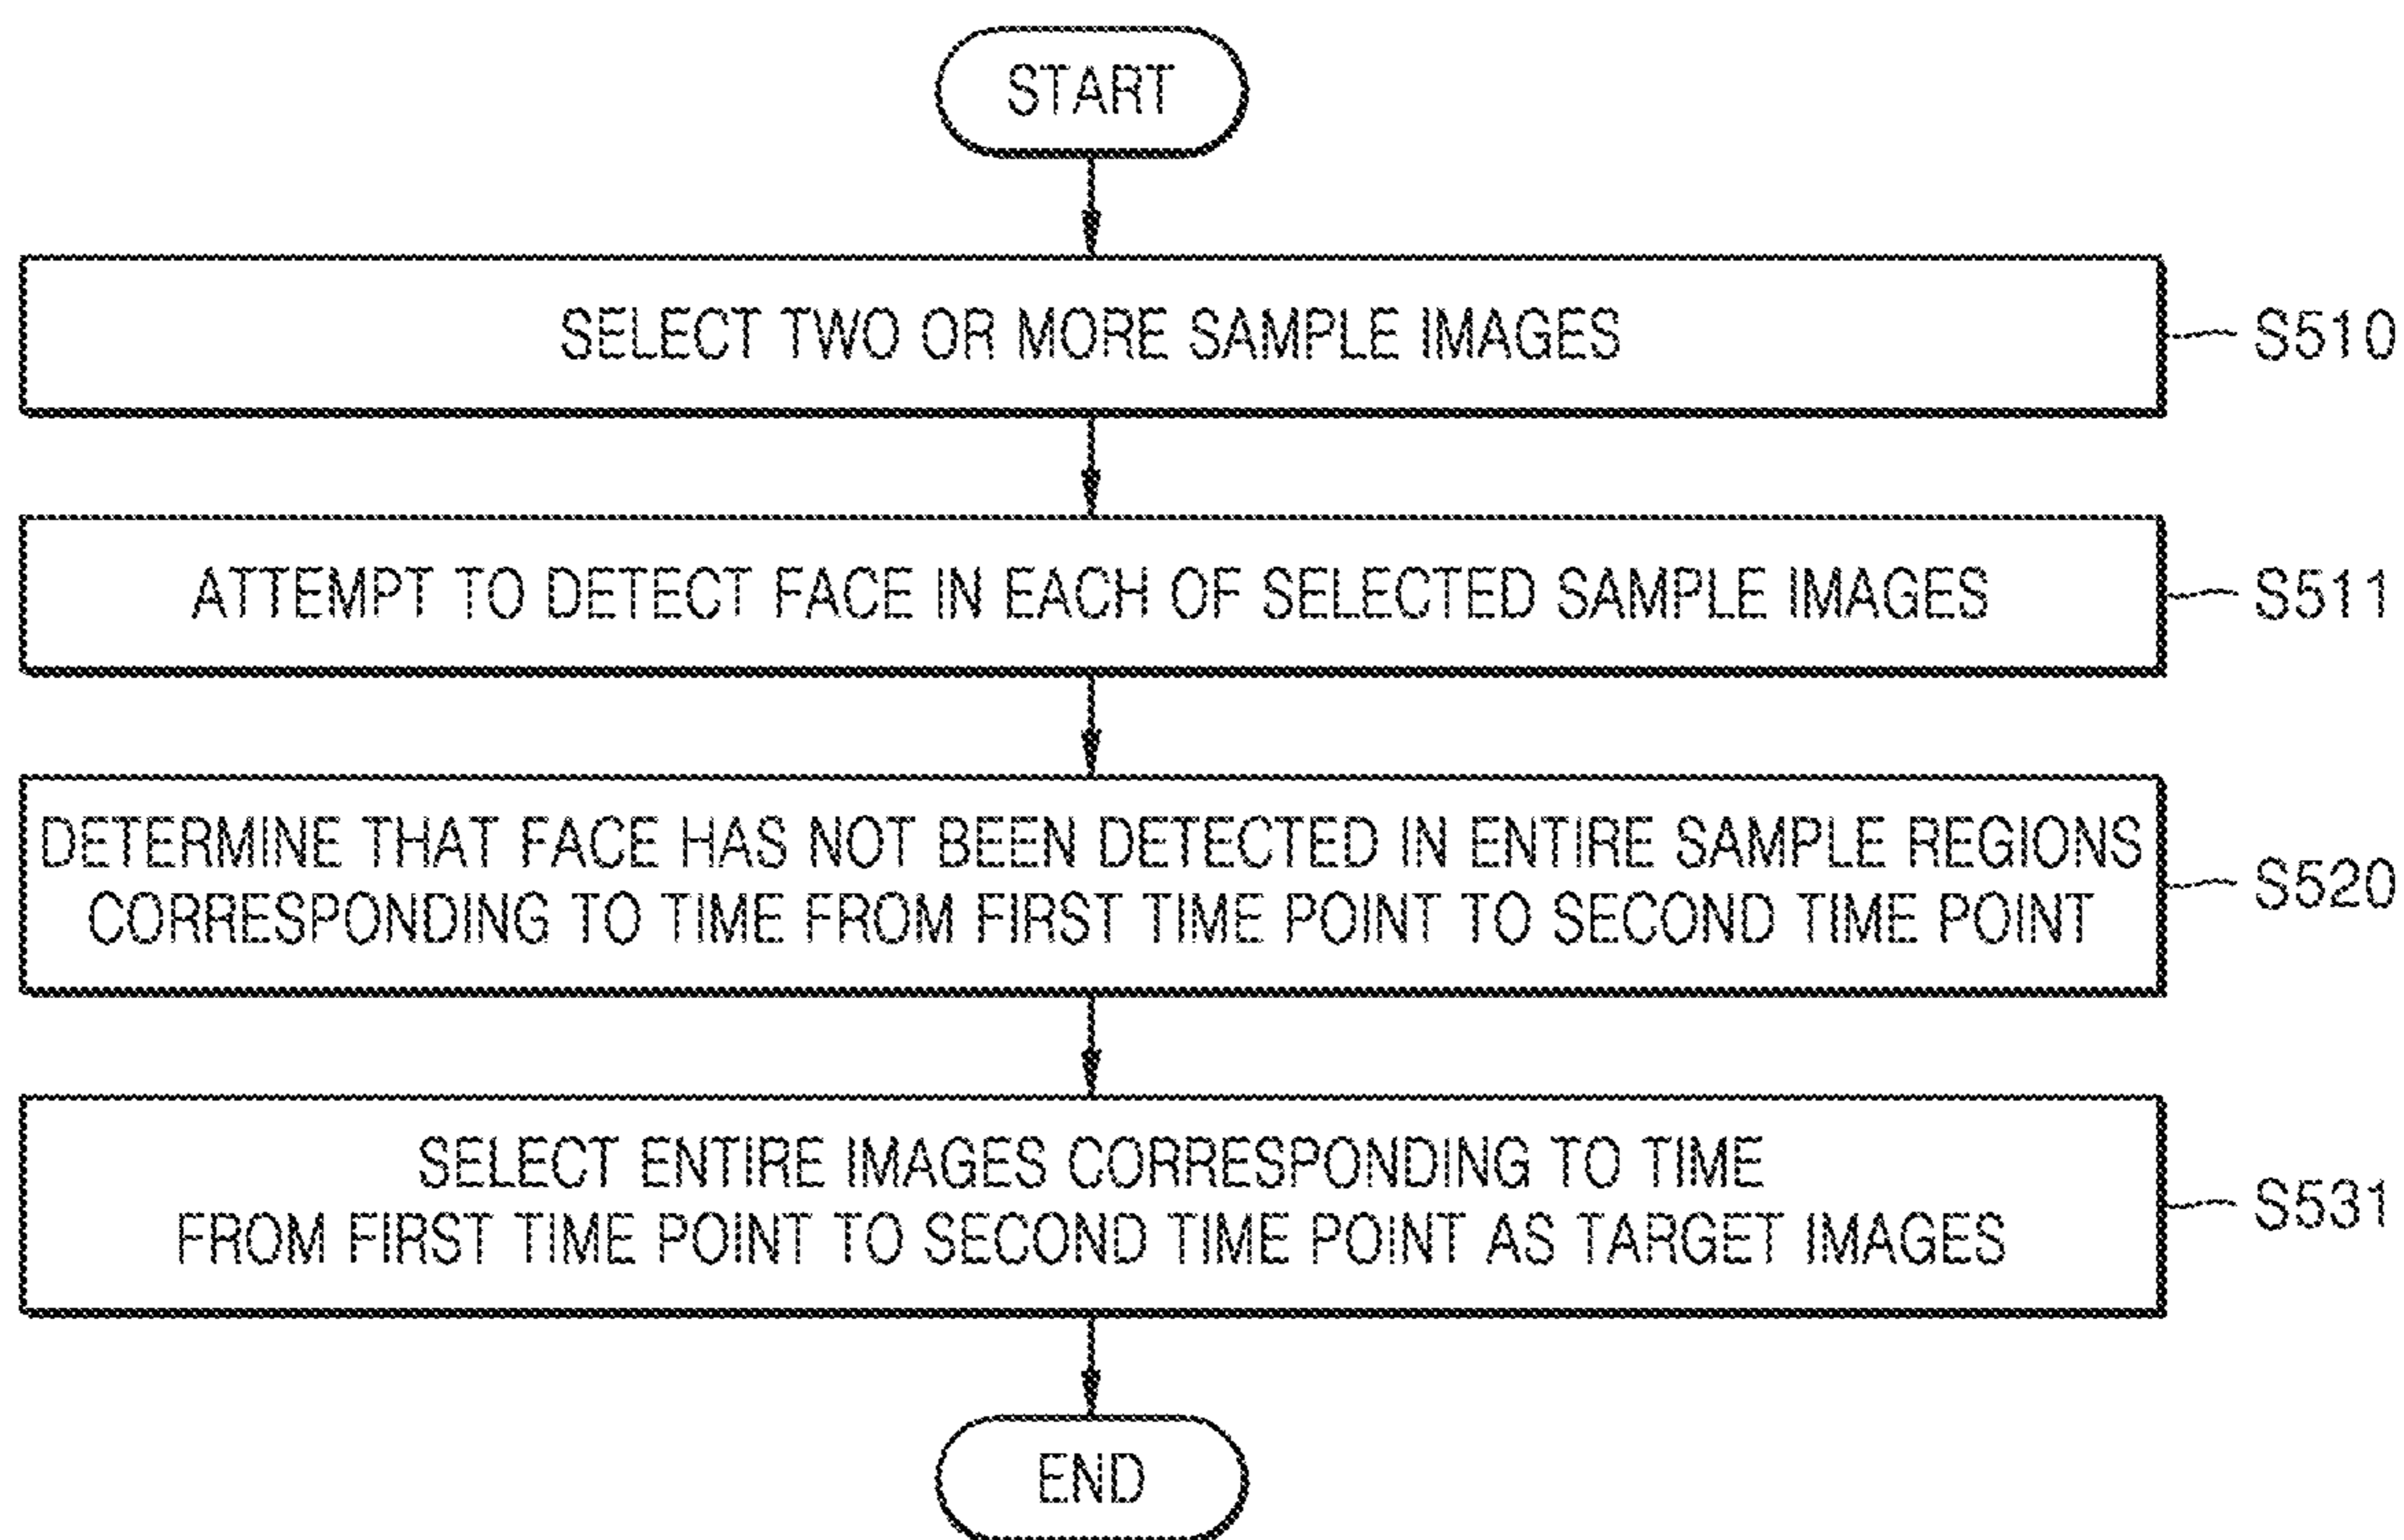 START
SELECT TWO OR MORE SAMPLE IMAGES
S510
ATTEMPT TO DETECT FACE IN EACH OF SELECTED SAMPLE IMAGES
S511
DETERMINE THAT FACE HAS NOT BEEN DETECTED IN ENTIRE SAMPLE REGIONS
CORRESPONDING TO TIME FROM FIRST TIME POINT TO SECOND TIME POINT
S520
SELECT ENTIRE IMAGES CORRESPONDING TO TIME
FROM FIRST TIME POINT TO SECOND TIME POINT AS TARGET IMAGES
S531
END